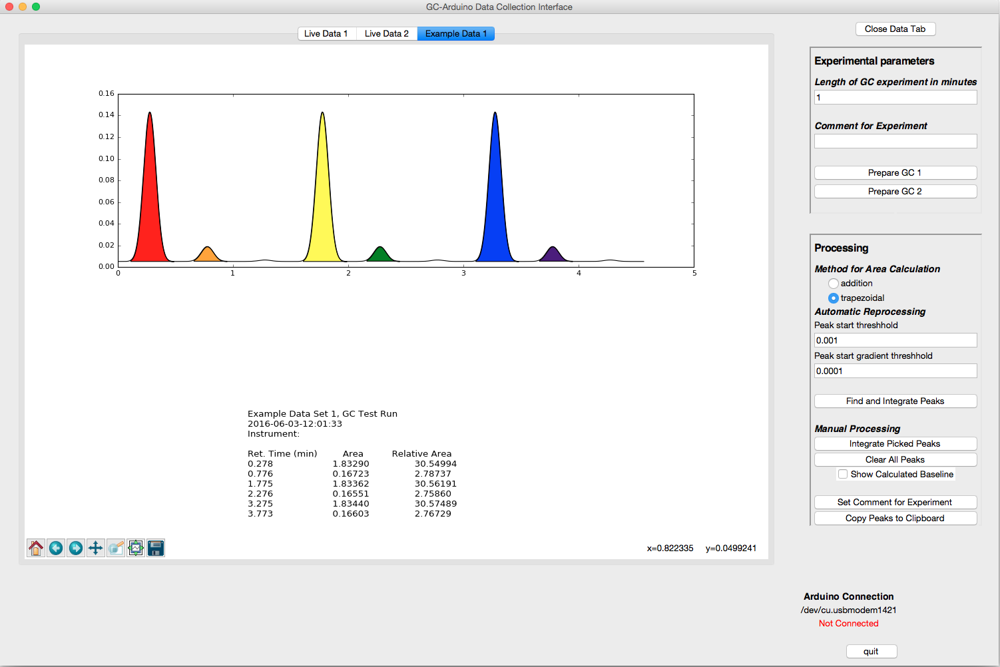 GC-Arduino Data Collection Interface
Live Data 1 Live Data 2 Example Data 1
0.16
0.14
0.12
0.10
0.08
0.06
0.04
0.02
0.00
0 1 2 3 4 5
Example Data Set 1, GC Test Run
2016-06-03-12:01:33
Instrument:
Ret. Time (min) Area Relative Area
0.278 1.83290 30.54994
0.776 0.16723 2.78737
1.775 1.83362 30.56191
2.276 0.16551 2.75860
3.275 1.83440 30.57489
3.773 0.16603 2.76729
x=0.822335 y=0.0499241
Close Data Tab
Experimental parameters
Length of GC experiment in minutes
1
Comment for Experiment
Prepare GC 1
Prepare GC 2
Processing
Method for Area Calculation
addition
trapezoidal
Automatic Reprocessing
Peak start threshhold
0.001
Peak start gradient threshhold
0.0001
Find and Integrate Peaks
Manual Processing
Integrate Picked Peaks
Clear All Peaks
Show Calculated Baseline
Set Comment for Experiment
Copy Peaks to Clipboard
Arduino Connection
/dev/cu.usbmodem1421
Not Connected
quit